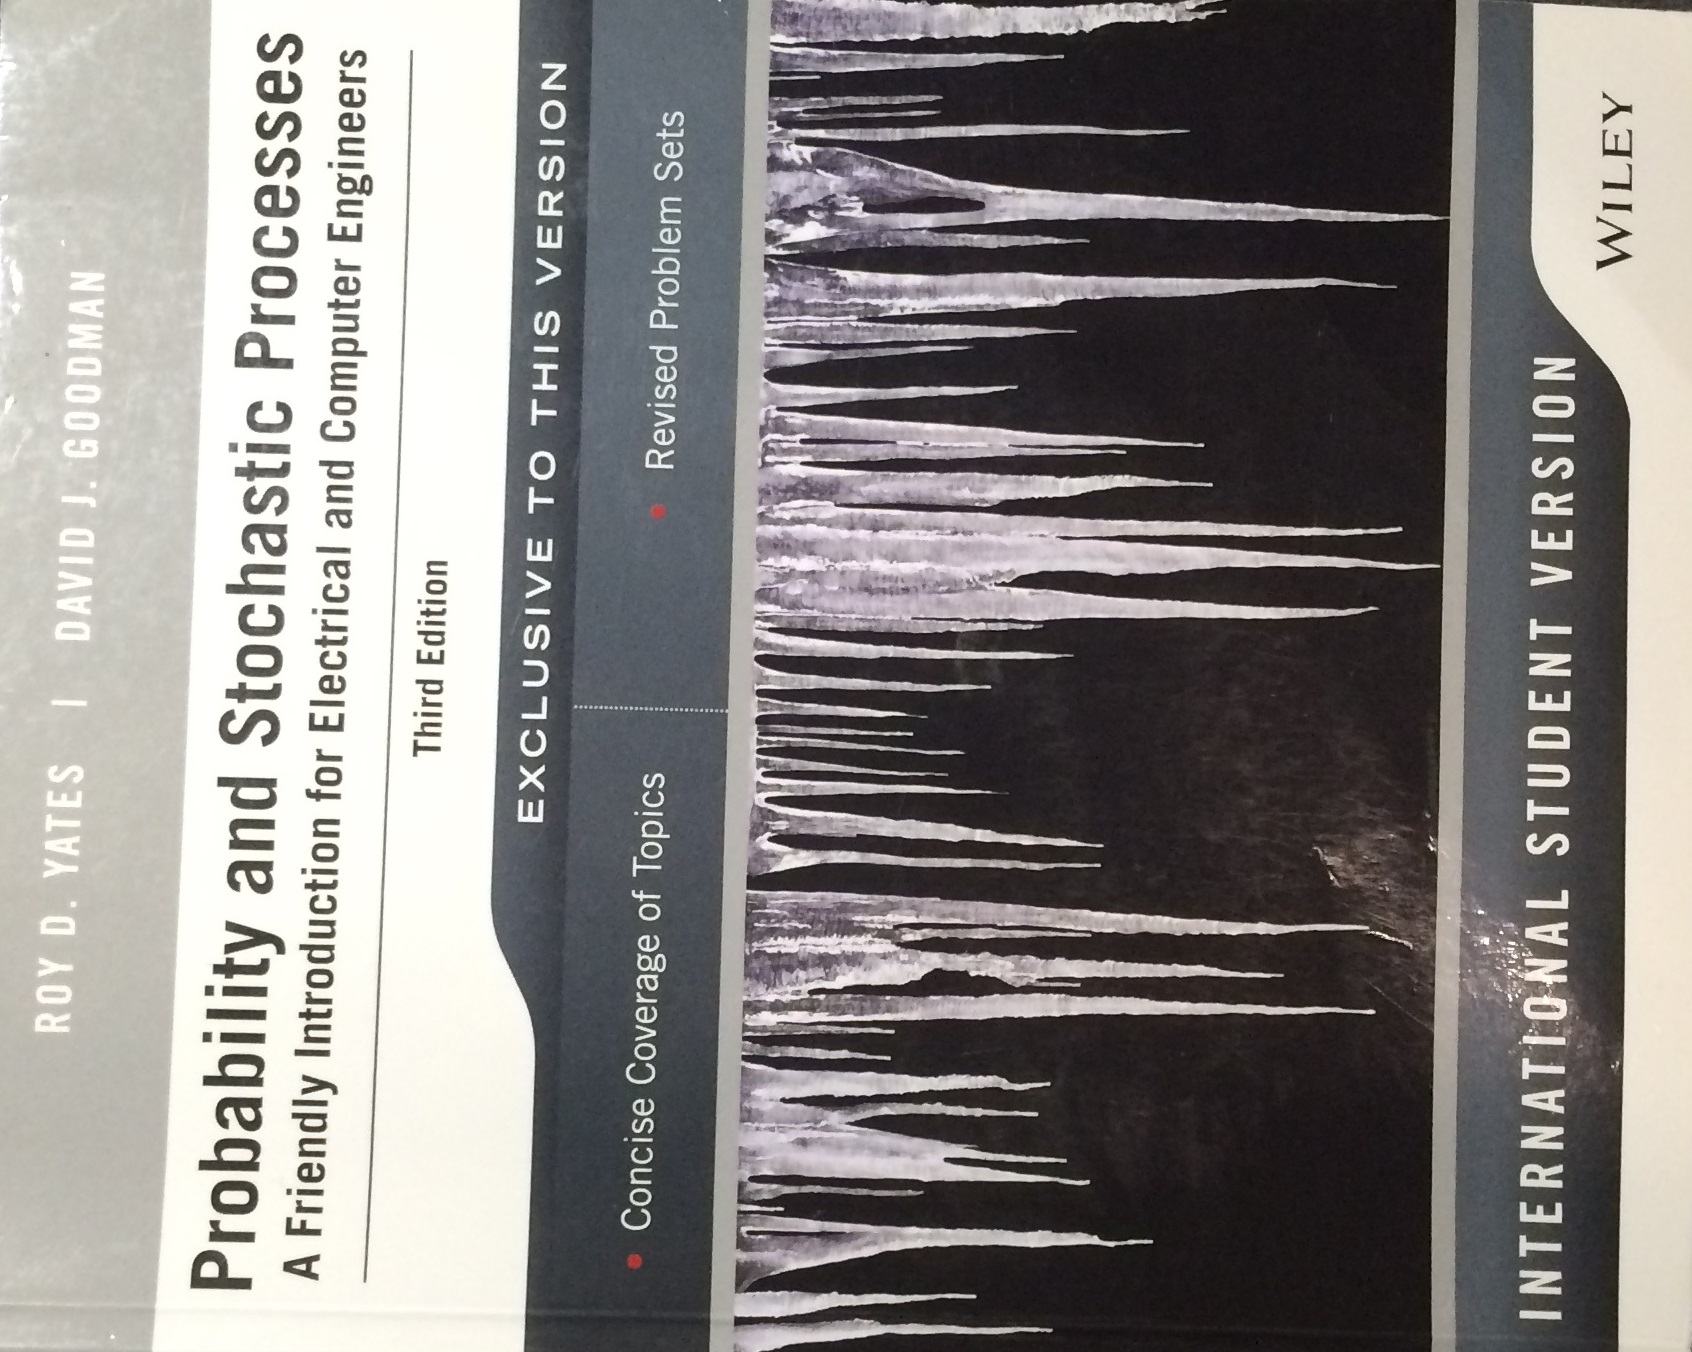 ROY D. YATES | DAVID J. GOODMAN
Probability and Stochastic Processes
A Friendly Introduction for Electrical and Computer Engineers
Third Edition
EXCLUSIVE TO THIS VERSION
• Concise Coverage of Topics
• Revised Problem Sets
INTERNATIONAL STUDENT VERSION
WILEY